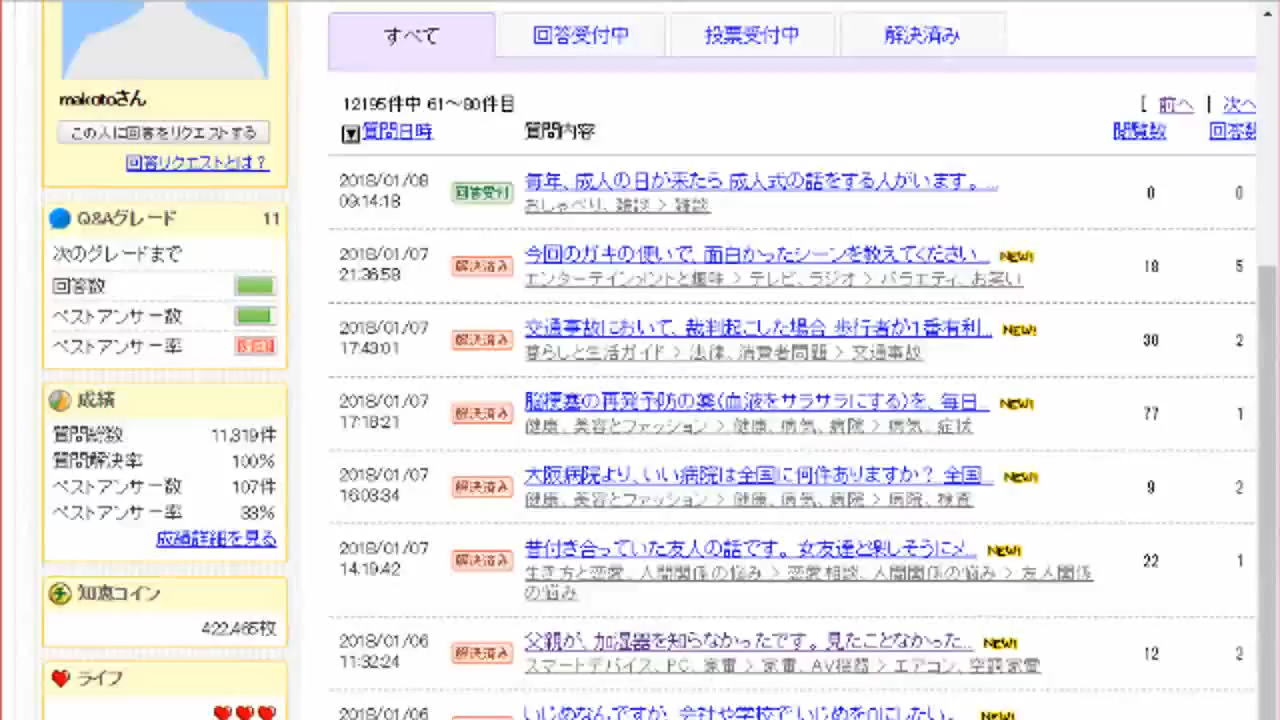 すべて
回答受付中
投票受付中
解決済み
makotoさん
この人に回答をリクエストする
回答リクエストとは?
12195件中 61～80件目
[ 前へ | 次へ
質問日時
質問内容
閲覧数
回答数
Q&Aグレード 11
次のグレードまで
回答数
ベストアンサー数
ベストアンサー率
成績
質問総数 11,319件
質問解決率 100%
ベストアンサー数 107件
ベストアンサー率 38%
成績詳細を見る
知恵コイン
422,465枚
ライフ
2018/01/08
09:14:18
回答受付
毎年、成人の日が来たら 成人式の話をする人がいます。...
おしゃべり、雑談 > 雑談
0
0
2018/01/07
21:36:58
解決済み
今回のガキの使いで、面白かったシーンを教えてください... NEW!
エンターテインメントと趣味 > テレビ、ラジオ > バラエティ、お笑い
18
5
2018/01/07
17:43:01
解決済み
交通事故において、裁判起こした場合 歩行者が1番有利... NEW!
暮らしと生活ガイド > 法律、消費者問題 > 交通事故
30
2
2018/01/07
17:18:21
解決済み
脳梗塞の再発予防の薬(血液をサラサラにする)を、毎日... NEW!
健康、美容とファッション > 健康、病気、病院 > 病気、症状
77
1
2018/01/07
16:03:34
解決済み
大阪病院より、いい病院は全国に何件ありますか? 全国... NEW!
健康、美容とファッション > 健康、病気、病院 > 病院、検査
9
2
2018/01/07
14:19:42
解決済み
昔付き合っていた友人の話です。 女友達と楽しそうにメ... NEW!
生き方と恋愛、人間関係の悩み > 恋愛相談、人間関係の悩み > 友人関係
の悩み
22
1
2018/01/06
11:32:24
解決済み
父親が、加湿器を知らなかったです。 見たことなかった... NEW!
スマートデバイス、PC、家電 > 家電、AV機器 > エアコン、空調家電
12
2
2018/01/06
いじめなんですが、会社や学校で いじめを0にしたい。 NEW!